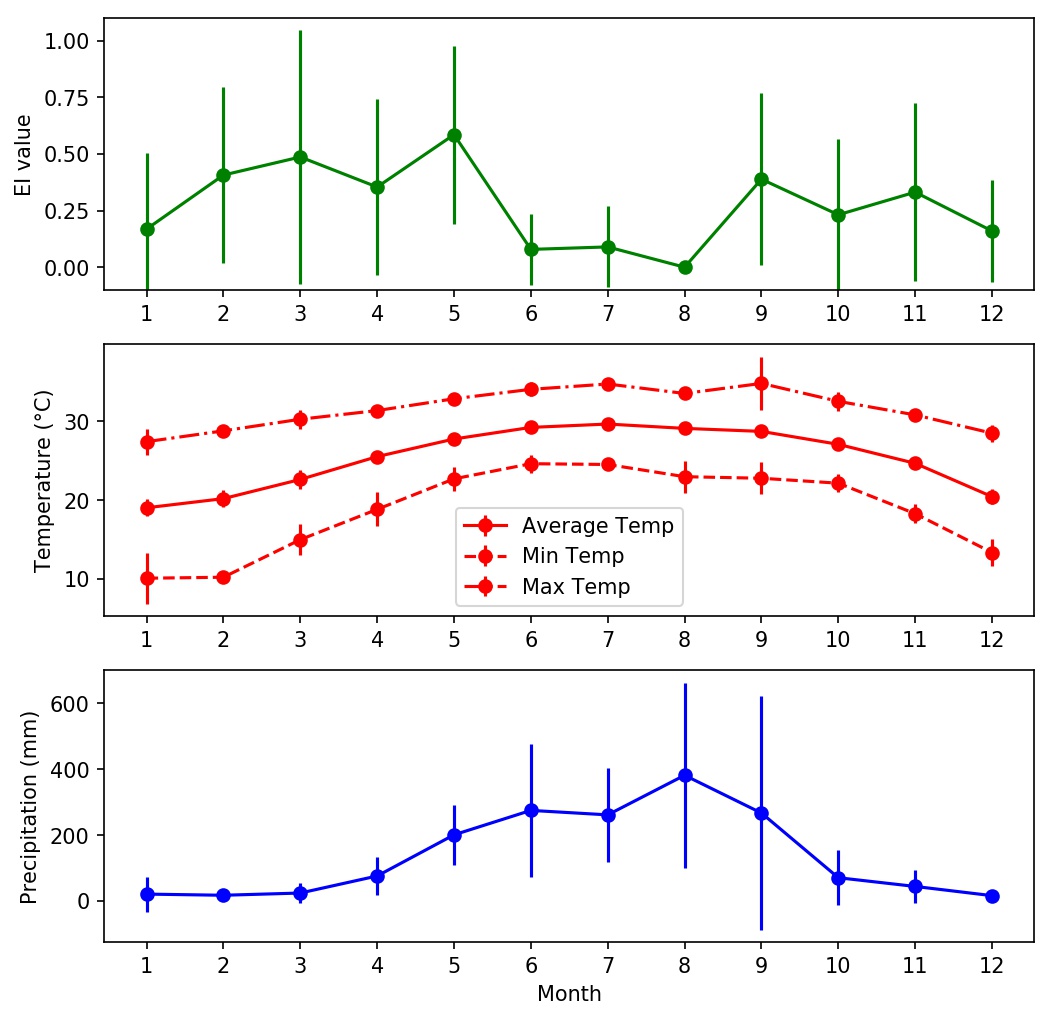 EI value
1.00
0.75
0.50
0.25
0.00
1 2 3 4 5 6 7 8 9 10 11 12
Temperature (°C)
30
20
10
Average Temp
Min Temp
Max Temp
1 2 3 4 5 6 7 8 9 10 11 12
Precipitation (mm)
600
400
200
0
1 2 3 4 5 6 7 8 9 10 11 12
Month